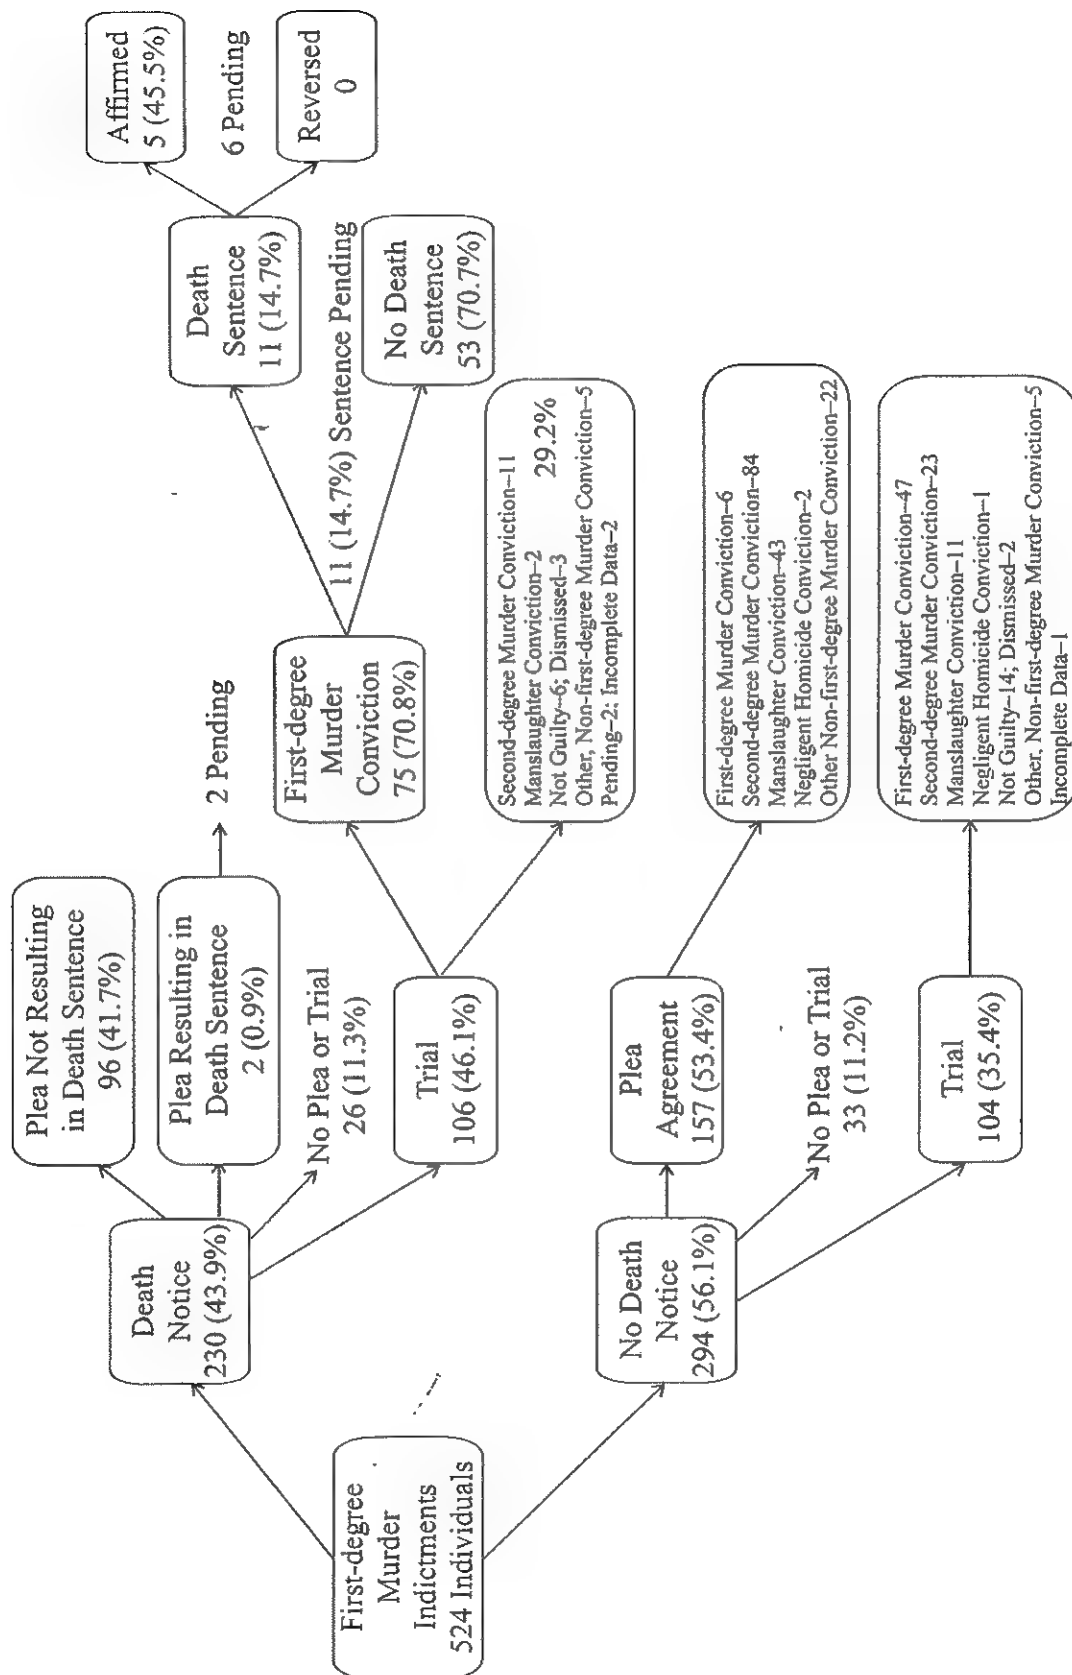 First-degree
Murder
Indictments
524 Individuals
Death
Notice
230 (43.9%)
No Death
Notice
294 (56.1%)
Plea Not Resulting
in Death Sentence
96 (41.7%)
Plea Resulting in
Death Sentence
2 (0.9%)
2 Pending
No Plea or Trial
26 (11.3%)
Trial
106 (46.1%)
First-degree
Murder
Conviction
75 (70.8%)
Death
Sentence
11 (14.7%)
11 (14.7%) Sentence Pending
No Death
Sentence
53 (70.7%)
Affirmed
5 (45.5%)
6 Pending
Reversed
0
Second-degree Murder Conviction–11
Manslaughter Conviction–2 29.2%
Not Guilty–6; Dismissed–3
Other, Non-first-degree Murder Conviction–5
Pending–2; Incomplete Data–2
Plea
Agreement
157 (53.4%)
First-degree Murder Conviction–6
Second-degree Murder Conviction–84
Manslaughter Conviction–43
Negligent Homicide Conviction–2
Other Non-first-degree Murder Conviction–22
No Plea or Trial
33 (11.2%)
Trial
104 (35.4%)
First-degree Murder Conviction–47
Second-degree Murder Conviction–23
Manslaughter Conviction–11
Negligent Homicide Conviction–1
Not Guilty–14; Dismissed–2
Other, Non-first-degree Murder Conviction–5
Incomplete Data–1